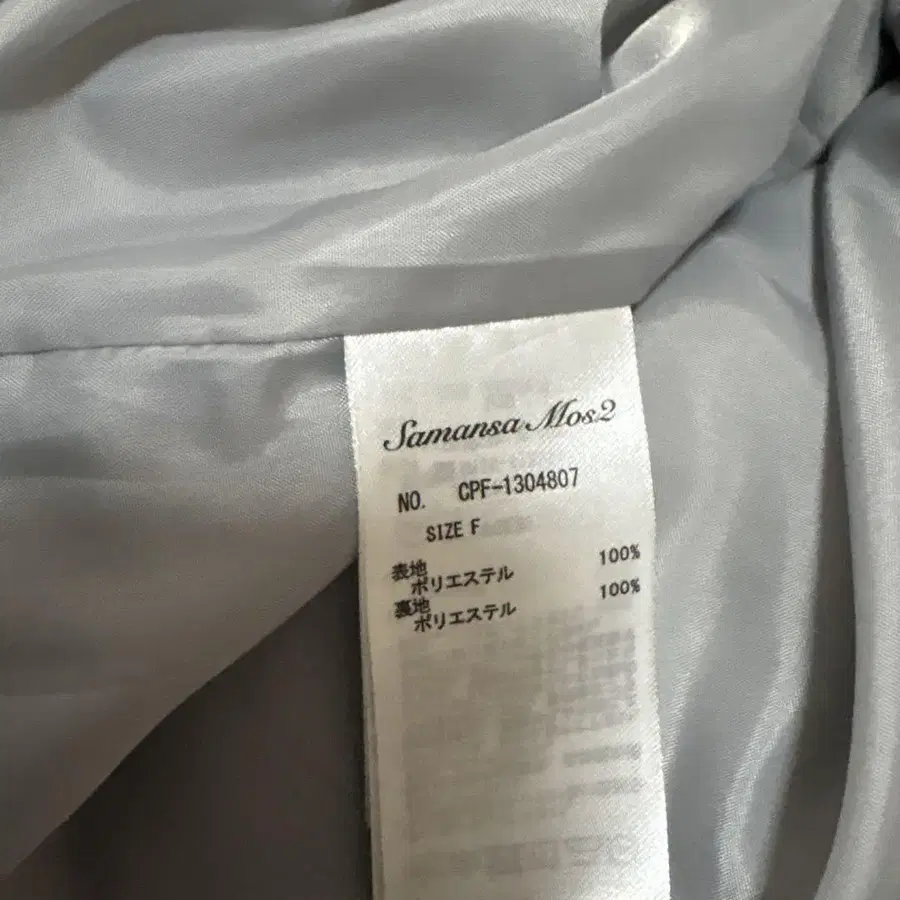 Samansa Mos2
NO. CPF-1304807
SIZE F
表地
ポリエステル 100%
裏地
ポリエステル 100%